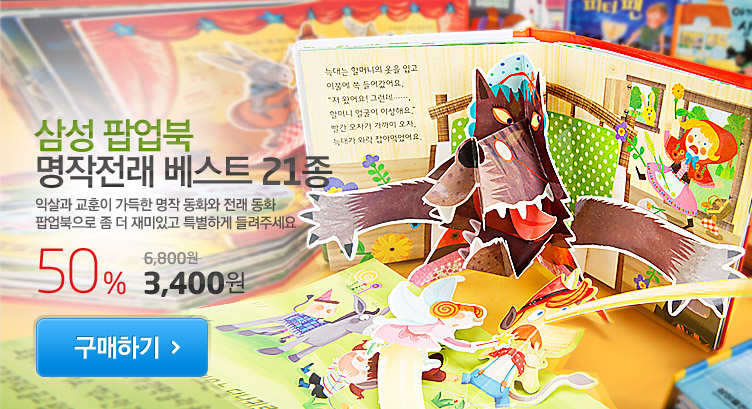 피터 팬
늑대는 할머니의 옷을 입고
이불에 쏙 들어갔어요.
"저 왔어요! 그런데……,
할머니 얼굴이 이상해요."
빨간 모자가 가까이 오자,
늑대가 와락 잡아먹었어요.
삼성 팝업북
명작전래 베스트 21종
익살과 교훈이 가득한 명작 동화와 전래 동화
팝업북으로 좀 더 재미있고 특별하게 들려주세요
50% 6,800원
3,400원
구매하기 >